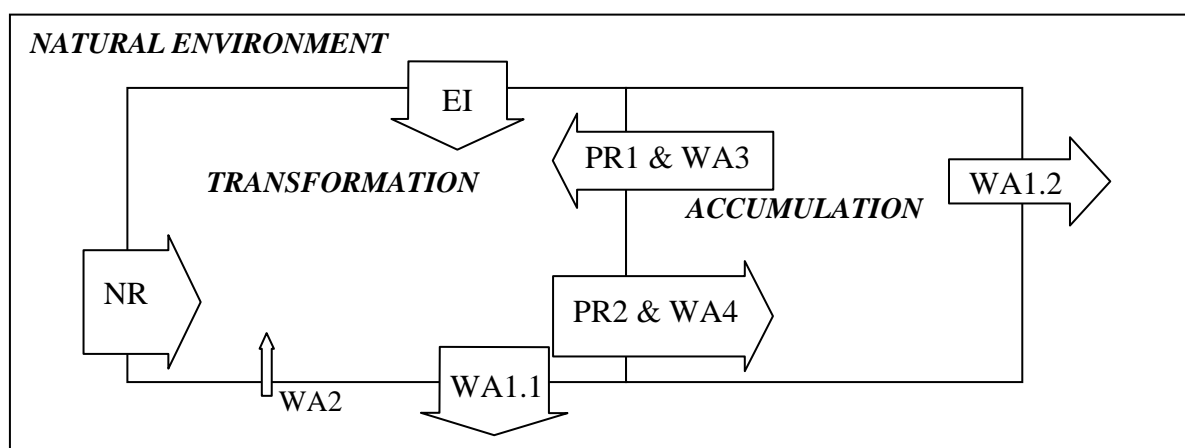 NATURAL ENVIRONMENT
EI
PR1 & WA3
TRANSFORMATION
WA1.2
ACCUMULATION
NR
PR2 & WA4
WA1.1
WA2